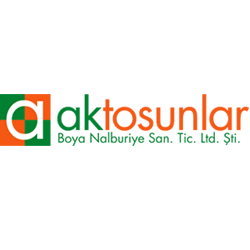 a aktosunlar
Boya Nalburiye San. Tic. Ltd. Şti.